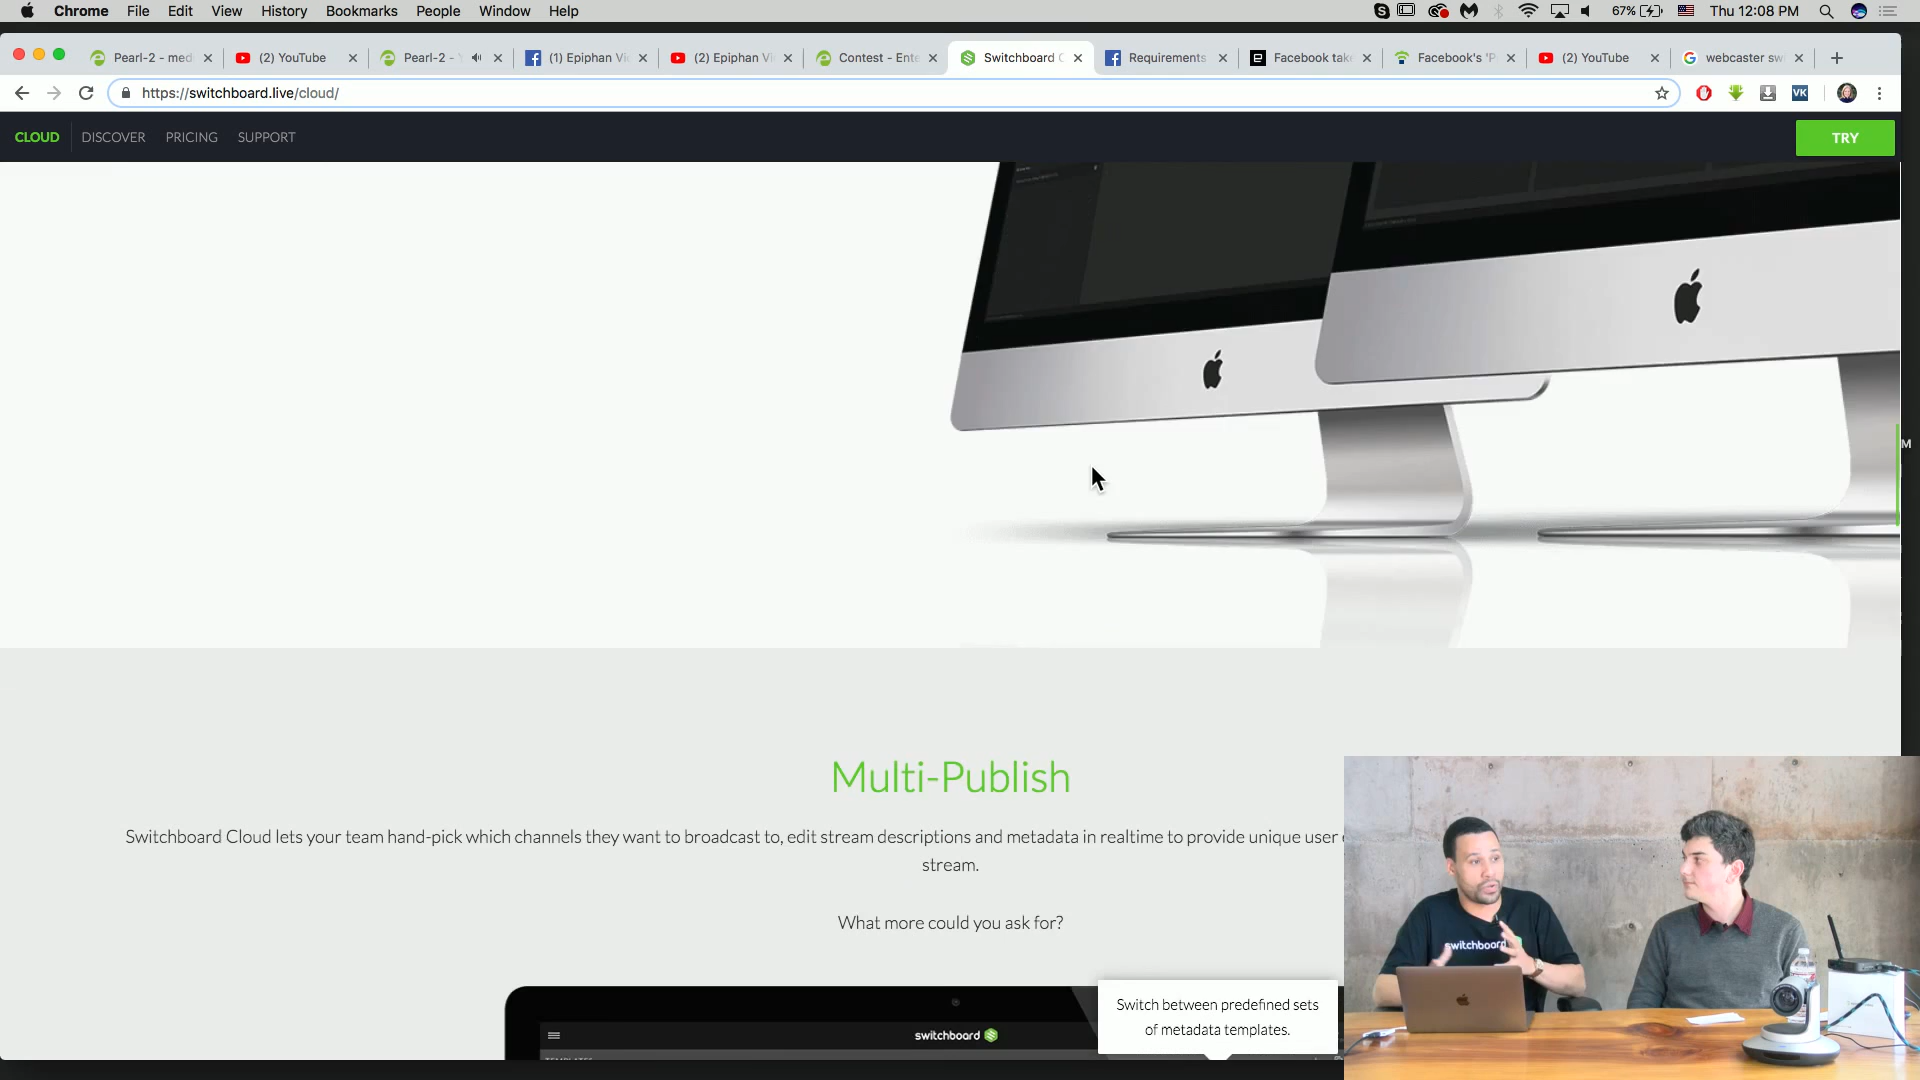 Chrome File Edit View History Bookmarks People Window Help
67% Thu 12:08 PM
Pearl-2 - med
(2) YouTube
Pearl-2 -
(1) Epiphan Vi
(2) Epiphan Vi
Contest - Ente
Switchboard C
Requirements
Facebook take
Facebook's 'P
(2) YouTube
webcaster sw
https://switchboard.live/cloud/
VK
CLOUD DISCOVER PRICING SUPPORT
TRY
M
Multi-Publish
Switchboard Cloud lets your team hand-pick which channels they want to broadcast to, edit stream descriptions and metadata in realtime to provide unique user
stream.
What more could you ask for?
switchboard
switchboard
Switch between predefined sets
of metadata templates.